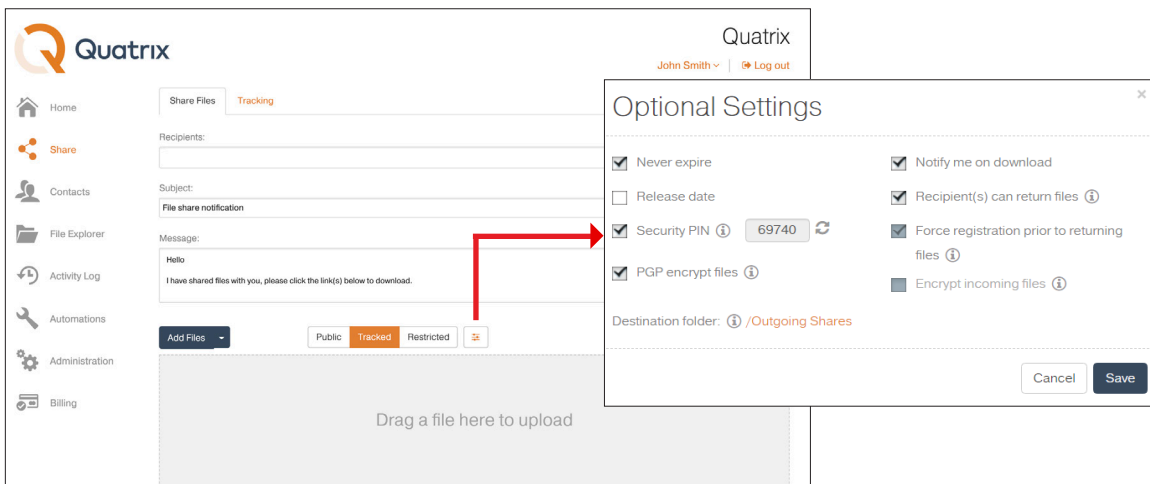 Quatrix
Quatrix
John Smith
Log out
Home
Share
Contacts
File Explorer
Activity Log
Automations
Administration
Billing
Share Files
Tracking
Recipients:
Subject:
File share notification
Message:
Hello
I have shared files with you, please click the link(s) below to download.
Add Files
Public
Tracked
Restricted
Drag a file here to upload
Optional Settings
×
Never expire
Release date
Security PIN
69740
PGP encrypt files
Notify me on download
Recipient(s) can return files
Force registration prior to returning
files
Encrypt incoming files
Destination folder: /Outgoing Shares
Cancel
Save